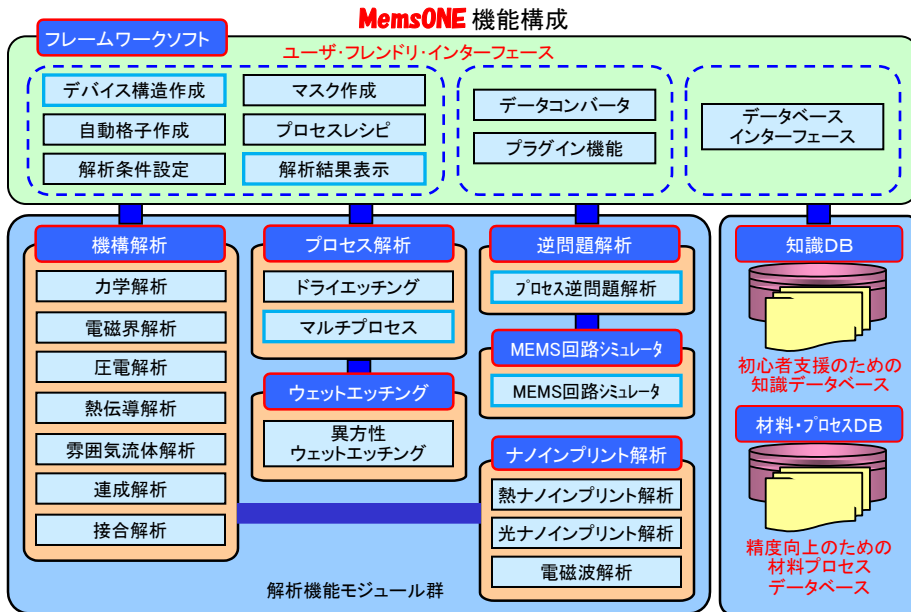 MemsONE 機能構成
フレームワークソフト
ユーザ・フレンドリ・インターフェース
デバイス構造作成
マスク作成
自動格子作成
プロセスレシピ
解析条件設定
解析結果表示
データコンバータ
プラグイン機能
データベース
インターフェース
機構解析
力学解析
電磁界解析
圧電解析
熱伝導解析
雰囲気流体解析
連成解析
接合解析
プロセス解析
ドライエッチング
マルチプロセス
ウェットエッチング
異方性
ウェットエッチング
逆問題解析
プロセス逆問題解析
MEMS回路シミュレータ
MEMS回路シミュレータ
ナノインプリント解析
熱ナノインプリント解析
光ナノインプリント解析
電磁波解析
解析機能モジュール群
知識DB
初心者支援のための
知識データベース
材料・プロセスDB
精度向上のための
材料プロセス
データベース